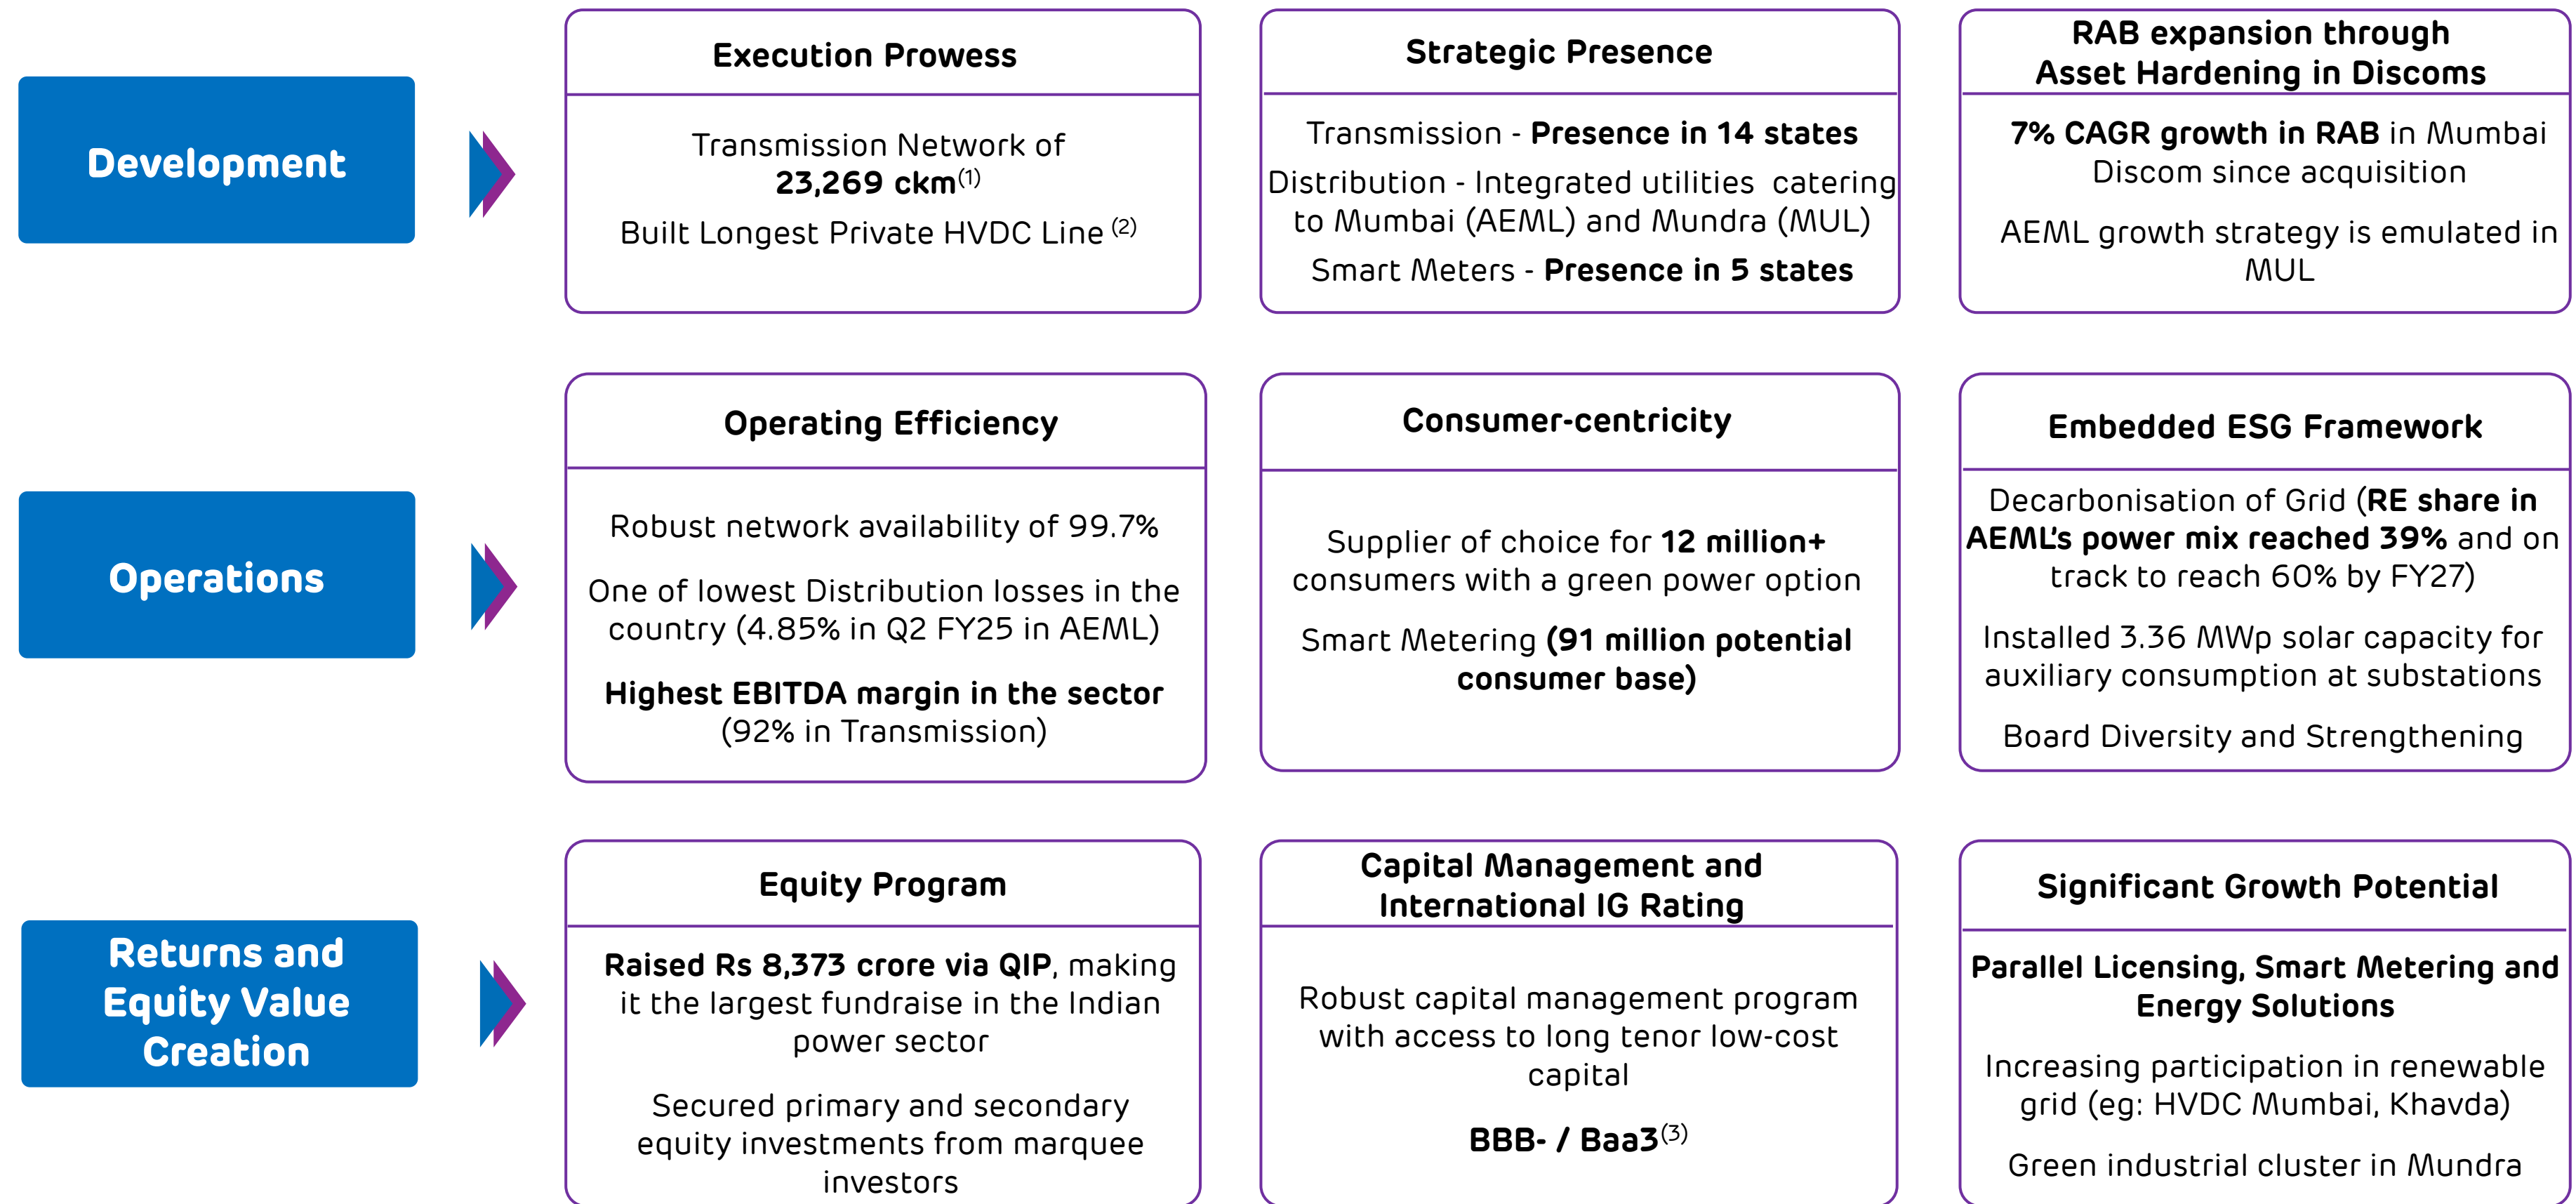 Development
Execution Prowess
Transmission Network of
23,269 ckm(1)
Built Longest Private HVDC Line (2)
Strategic Presence
Transmission - Presence in 14 states
Distribution - Integrated utilities catering
to Mumbai (AEML) and Mundra (MUL)
Smart Meters - Presence in 5 states
RAB expansion through
Asset Hardening in Discoms
7% CAGR growth in RAB in Mumbai
Discom since acquisition
AEML growth strategy is emulated in
MUL
Operations
Operating Efficiency
Robust network availability of 99.7%
One of lowest Distribution losses in the
country (4.85% in Q2 FY25 in AEML)
Highest EBITDA margin in the sector
(92% in Transmission)
Consumer-centricity
Supplier of choice for 12 million+
consumers with a green power option
Smart Metering (91 million potential
consumer base)
Embedded ESG Framework
Decarbonisation of Grid (RE share in
AEML's power mix reached 39% and on
track to reach 60% by FY27)
Installed 3.36 MWp solar capacity for
auxiliary consumption at substations
Board Diversity and Strengthening
Returns and
Equity Value
Creation
Equity Program
Raised Rs 8,373 crore via QIP, making
it the largest fundraise in the Indian
power sector
Secured primary and secondary
equity investments from marquee
investors
Capital Management and
International IG Rating
Robust capital management program
with access to long tenor low-cost
capital
BBB- / Baa3(3)
Significant Growth Potential
Parallel Licensing, Smart Metering and
Energy Solutions
Increasing participation in renewable
grid (eg: HVDC Mumbai, Khavda)
Green industrial cluster in Mundra